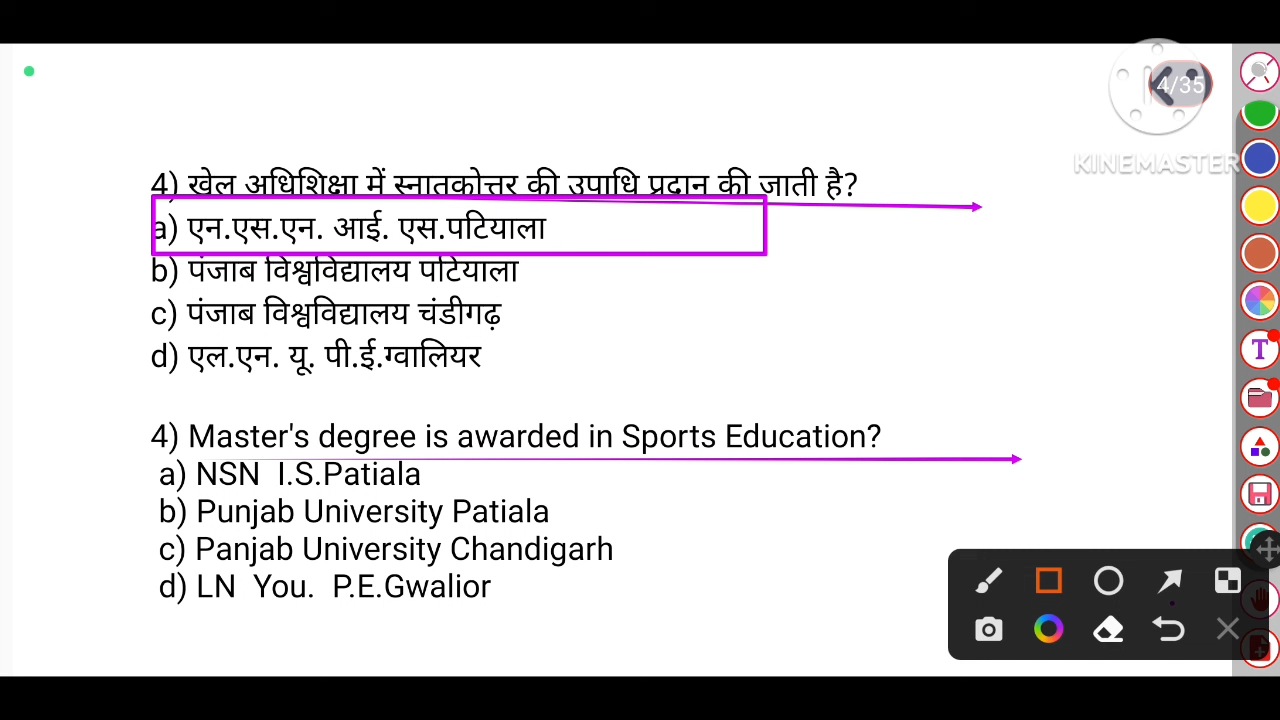 4/35
KINEMASTER
4) खेल अधिशिक्षा में स्नातकोत्तर की उपाधि प्रदान की जाती है?
a) एन.एस.एन. आई. एस.पटियाला
b) पंजाब विश्वविद्यालय पटियाला
c) पंजाब विश्वविद्यालय चंडीगढ़
d) एल.एन. यू. पी.ई.ग्वालियर
4) Master's degree is awarded in Sports Education?
a) NSN I.S.Patiala
b) Punjab University Patiala
c) Panjab University Chandigarh
d) LN You. P.E.Gwalior
T